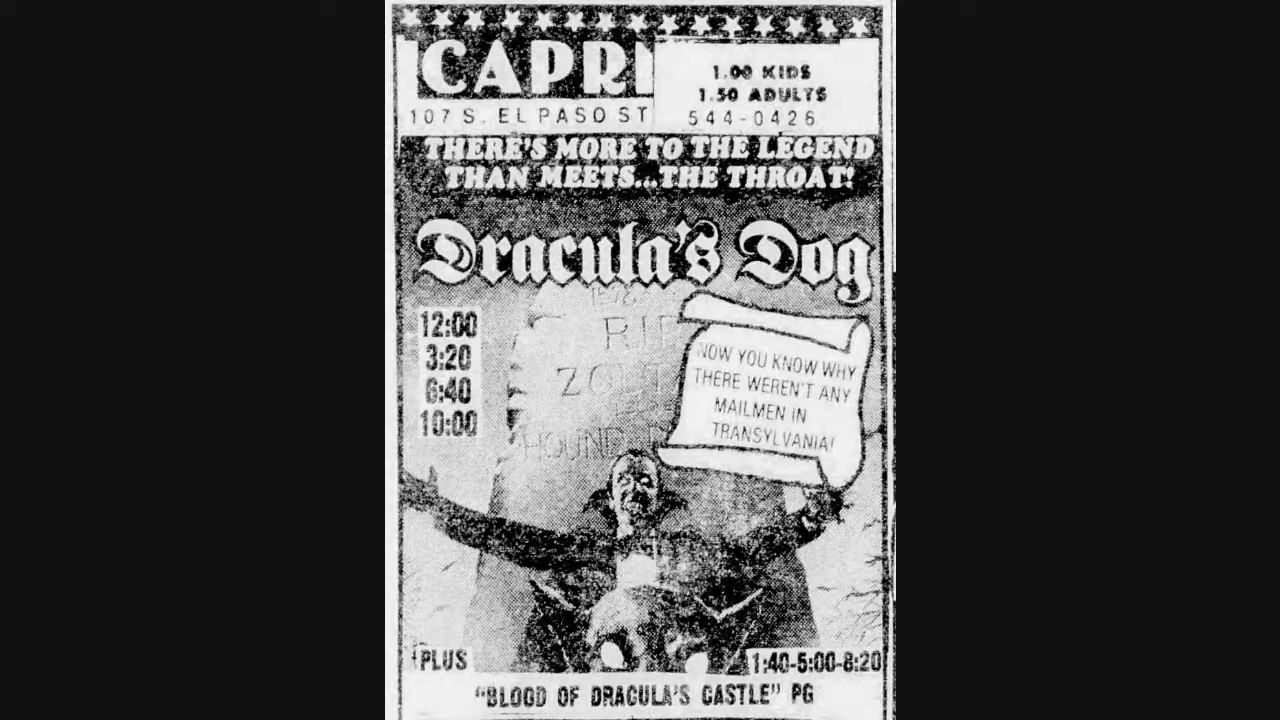 CAPRI
1.00 KIDS
1.50 ADULTS
107 S. EL PASO ST
544-0426
THERE'S MORE TO THE LEGEND
THAN MEETS...THE THROAT!
Dracula's Dog
12:00
3:20
6:40
10:00
RIP
NOW YOU KNOW WHY
THERE WEREN'T ANY
MAILMEN IN
TRANSYLVANIA!
HOUND
PLUS
1:40-5:00-8:20
"BLOOD OF DRACULA'S CASTLE" PG